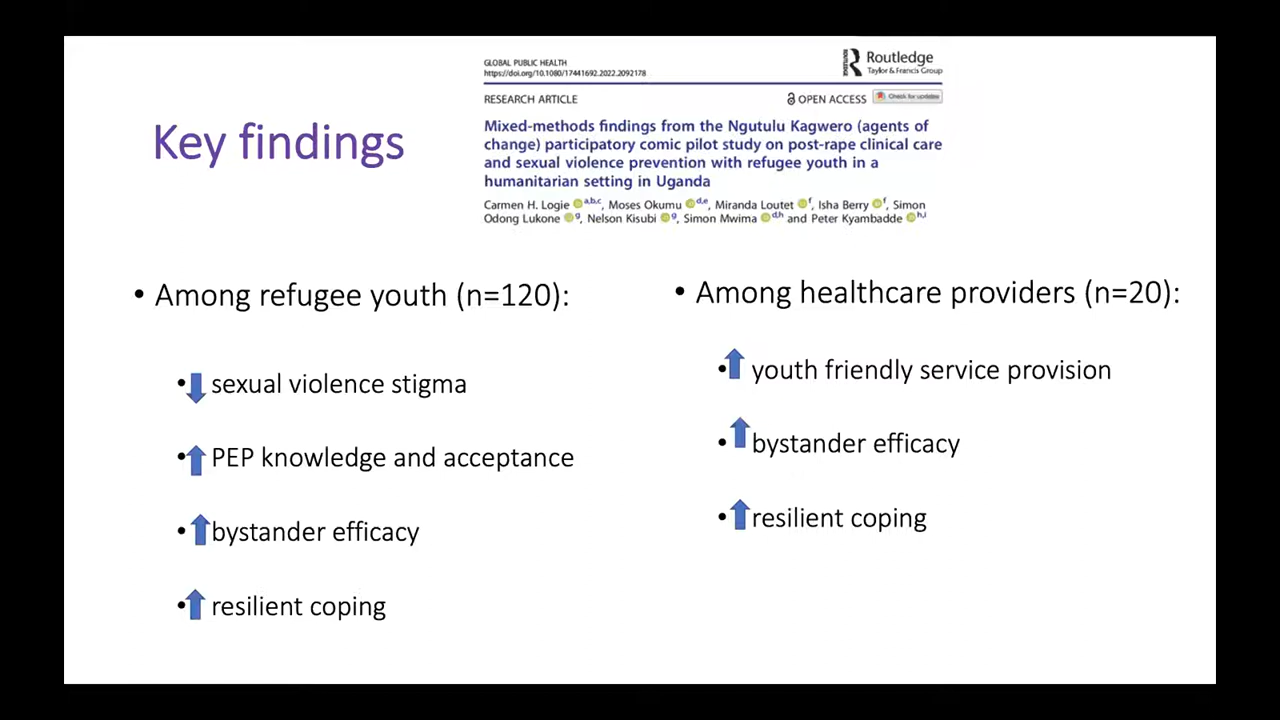 GLOBAL PUBLIC HEALTH
https://doi.org/10.1080/17441692.2022.2092178
Routledge
Taylor & Francis Group
RESEARCH ARTICLE
OPEN ACCESS
Check for updates
Key findings
Mixed-methods findings from the Ngutulu Kagwero (agents of
change) participatory comic pilot study on post-rape clinical care
and sexual violence prevention with refugee youth in a
humanitarian setting in Uganda
Carmen H. Logie a,b,c, Moses Okumu d,e, Miranda Loutet f, Isha Berry f, Simon
Odong Lukone g, Nelson Kisubi g, Simon Mwima d,h and Peter Kyambadde h,i
• Among refugee youth (n=120):
• sexual violence stigma
• PEP knowledge and acceptance
• bystander efficacy
• resilient coping
• Among healthcare providers (n=20):
• youth friendly service provision
• bystander efficacy
• resilient coping